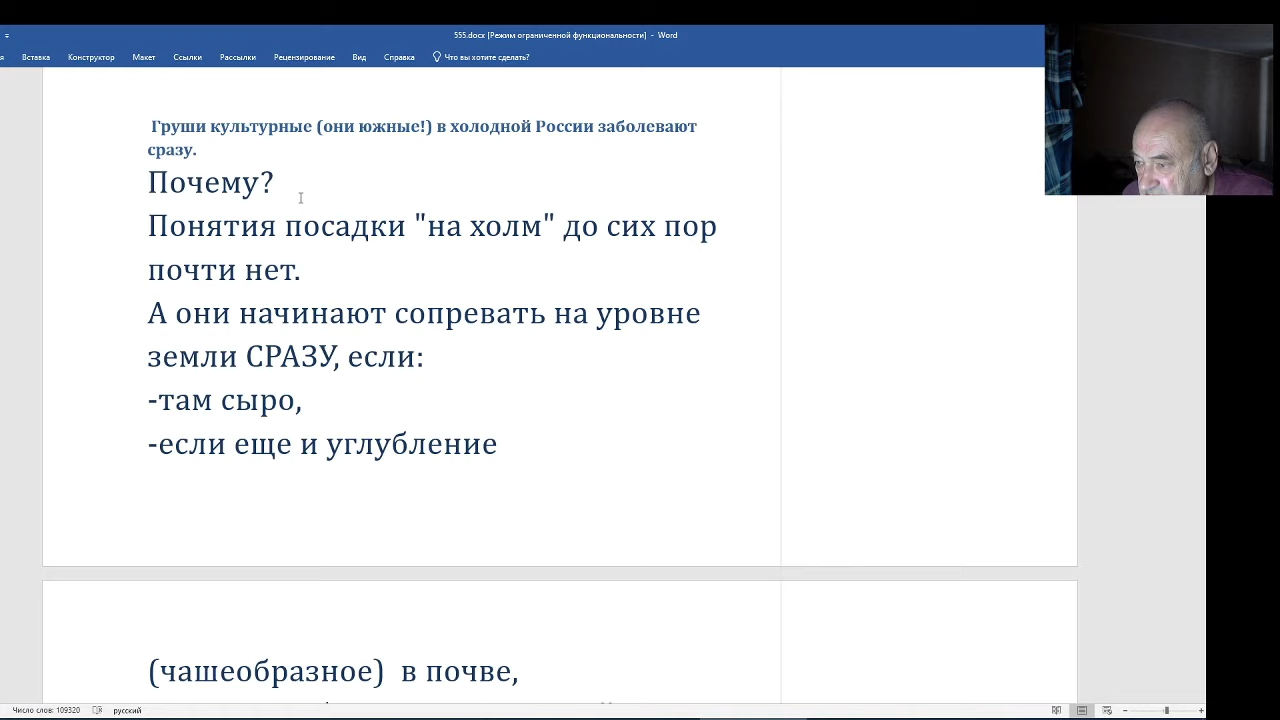 555.docx [Режим ограниченной функциональности] - Word
Вставка Конструктор Макет Ссылки Рассылки Рецензирование Вид Справка Что вы хотите сделать?
Груши культурные (они южные!) в холодной России заболевают
сразу.
Почему?
Понятия посадки "на холм" до сих пор
почти нет.
А они начинают сопревать на уровне
земли СРАЗУ, если:
-там сыро,
-если еще и углубление
(чашеобразное) в почве,
Число слов: 109320 русский